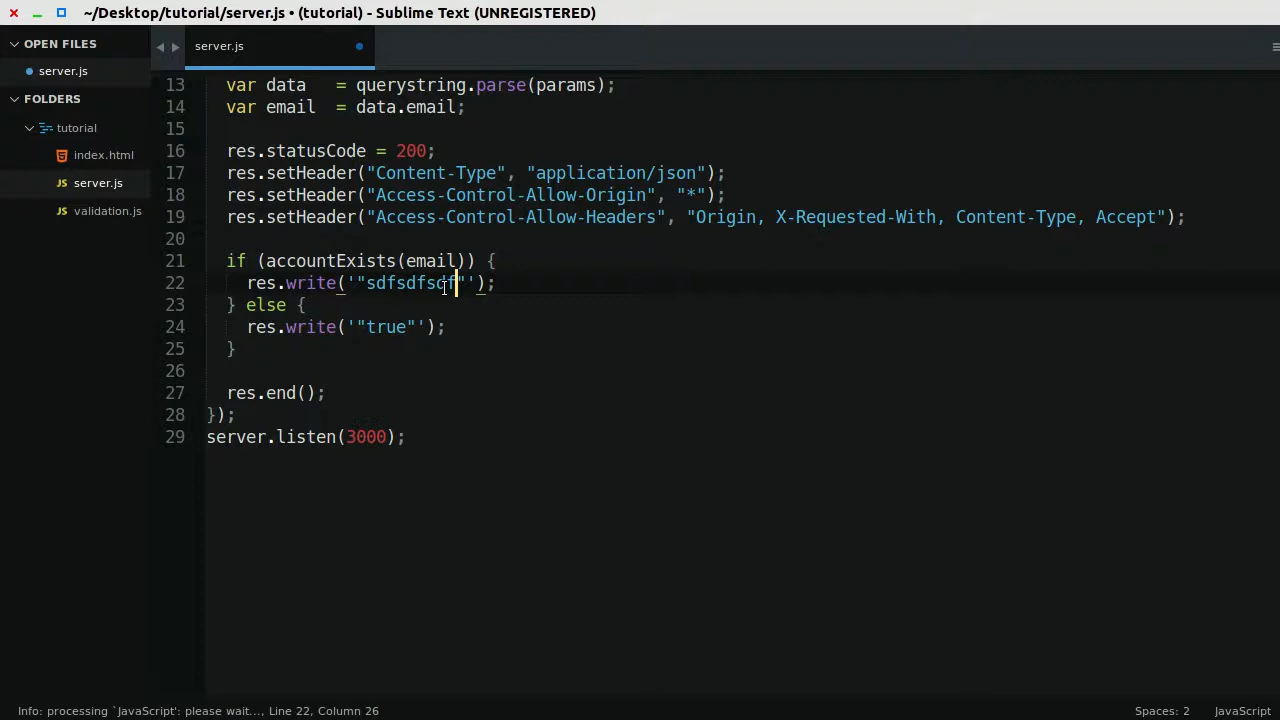 ~/Desktop/tutorial/server.js • (tutorial) - Sublime Text (UNREGISTERED)
OPEN FILES
server.js
FOLDERS
tutorial
index.html
JS server.js
JS validation.js
server.js
13 var data   = querystring.parse(params);
14 var email  = data.email;
15
16 res.statusCode = 200;
17 res.setHeader("Content-Type", "application/json");
18 res.setHeader("Access-Control-Allow-Origin", "*");
19 res.setHeader("Access-Control-Allow-Headers", "Origin, X-Requested-With, Content-Type, Accept");
20
21 if (accountExists(email)) {
22 res.write('"sdfsdfsdf"');
23 } else {
24 res.write('"true"');
25 }
26
27 res.end();
28 });
29 server.listen(3000);
Info: processing `JavaScript': please wait..., Line 22, Column 26
Spaces: 2
JavaScript